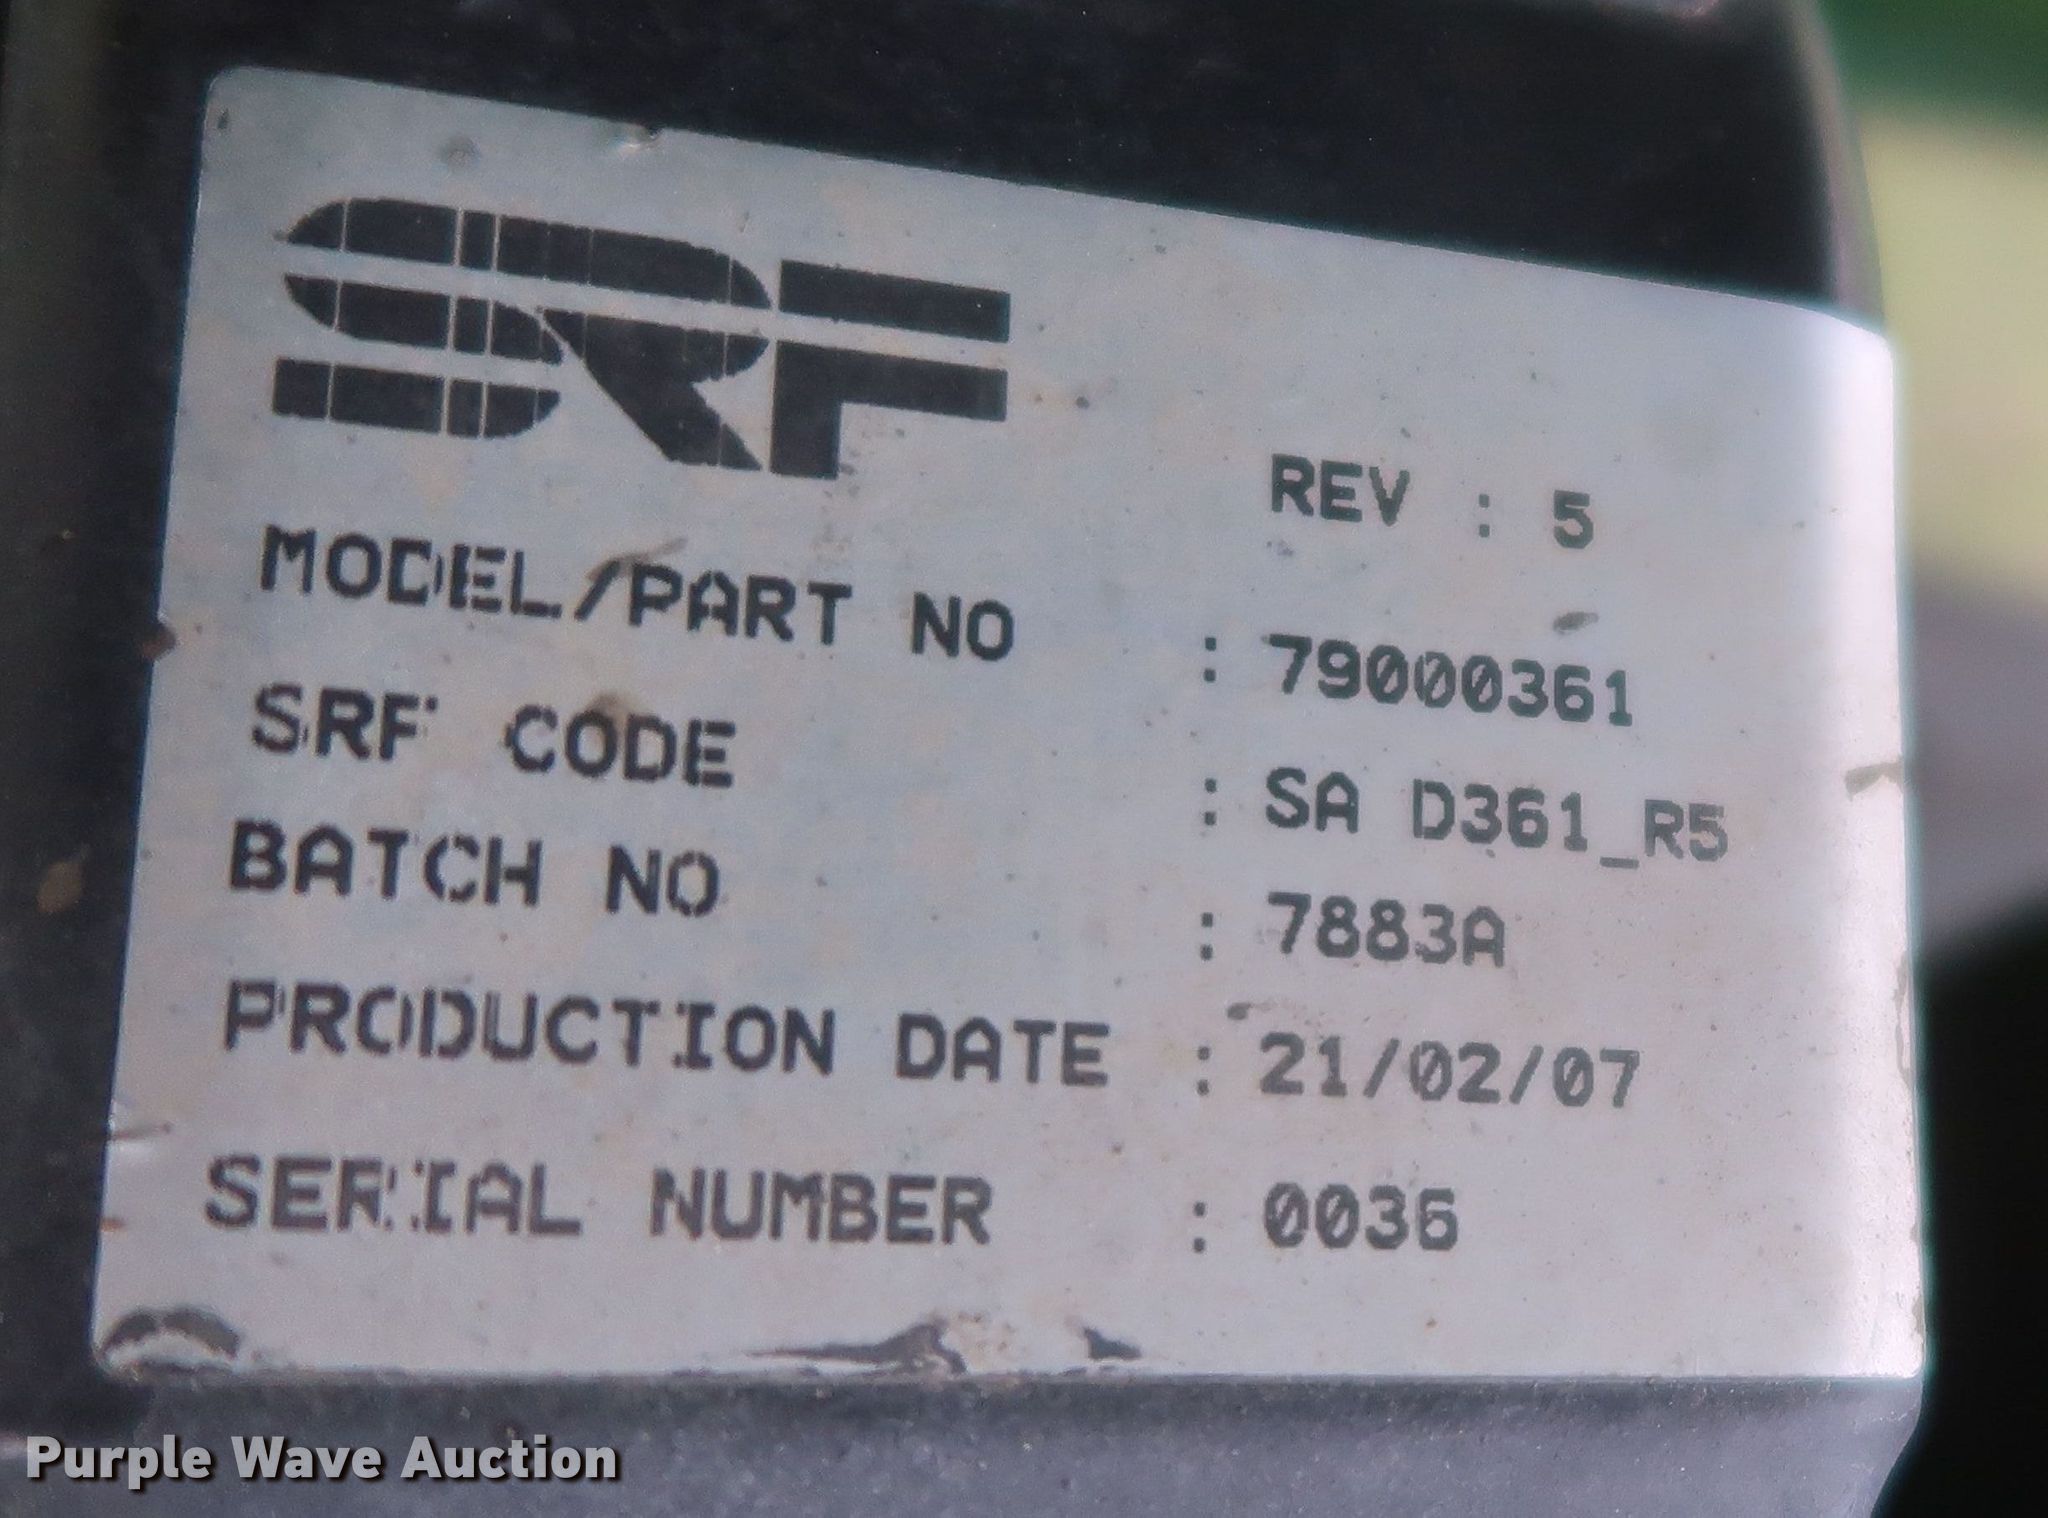 SRF
REV : 5
MODEL/PART NO : 79000361
SRF CODE : SA D361_R5
BATCH NO : 7883A
PRODUCTION DATE : 21/02/07
SERIAL NUMBER : 0036
Purple Wave Auction